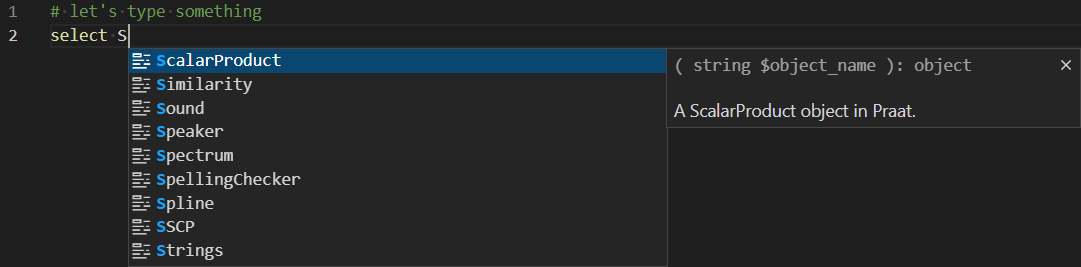 1 # let's type something
2 select S
ScalarProduct
Similarity
Sound
Speaker
Spectrum
SpellingChecker
Spline
SSCP
Strings
( string $object_name ): object
A ScalarProduct object in Praat.